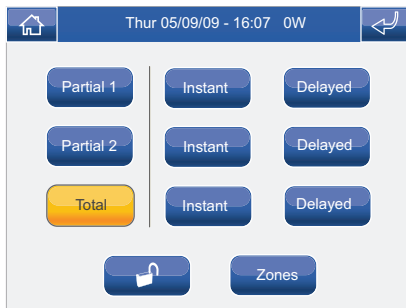 Thur 05/09/09 - 16:07 0W
Partial 1 Instant Delayed
Partial 2 Instant Delayed
Total Instant Delayed
Zones